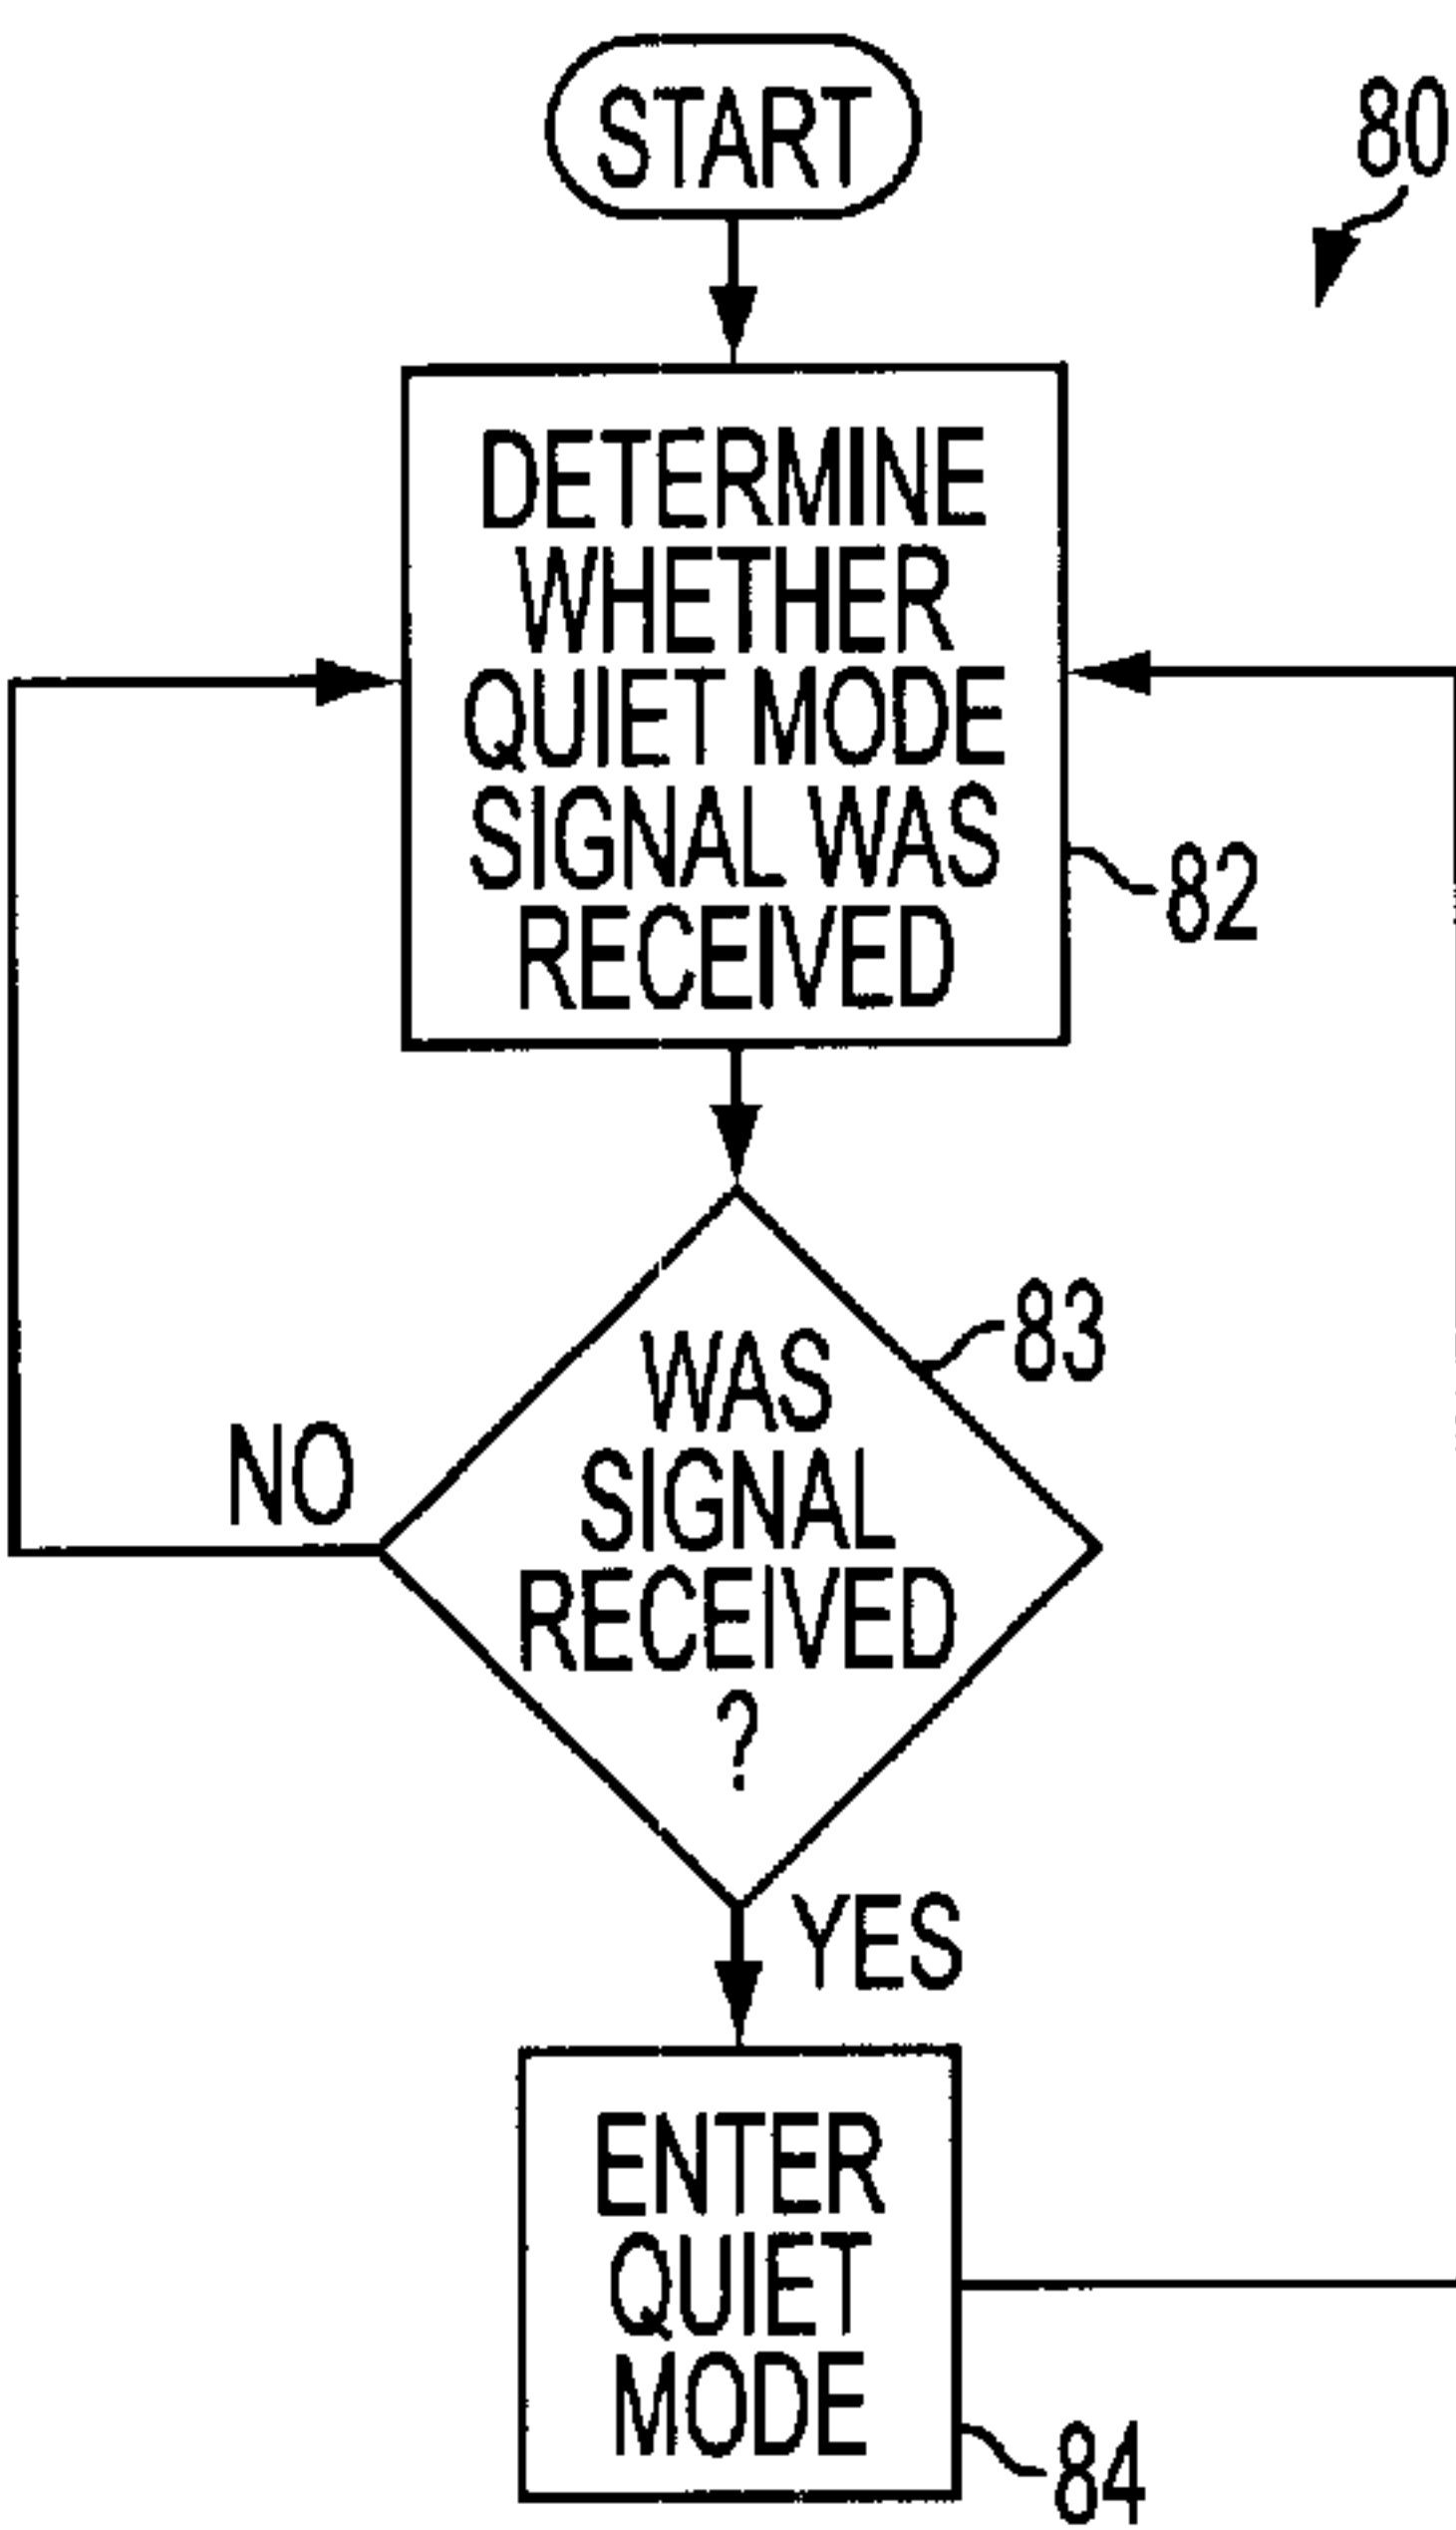 START
80
DETERMINE
WHETHER
QUIET MODE
SIGNAL WAS
RECEIVED
82
83
WAS
SIGNAL
RECEIVED
?
NO
YES
ENTER
QUIET
MODE
84